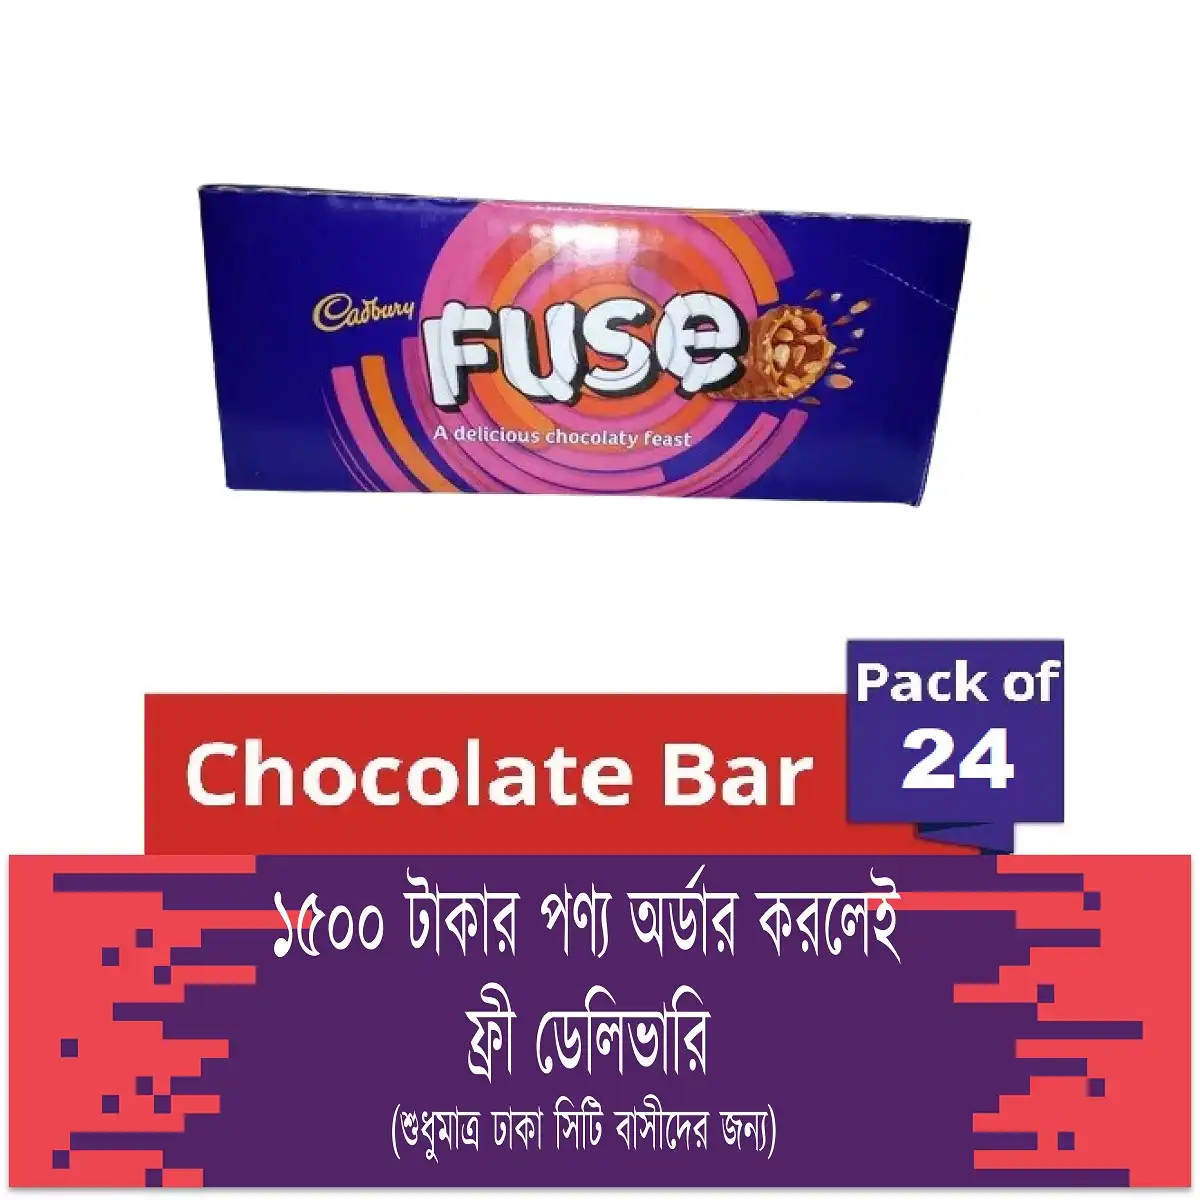 Cadbury
FUSE
A delicious chocolaty feast
Pack of
24
Chocolate Bar
১৫০০ টাকার পণ্য অর্ডার করলেই
ফ্রী ডেলিভারি
(শুধুমাত্র ঢাকা সিটি বাসীদের জন্য)